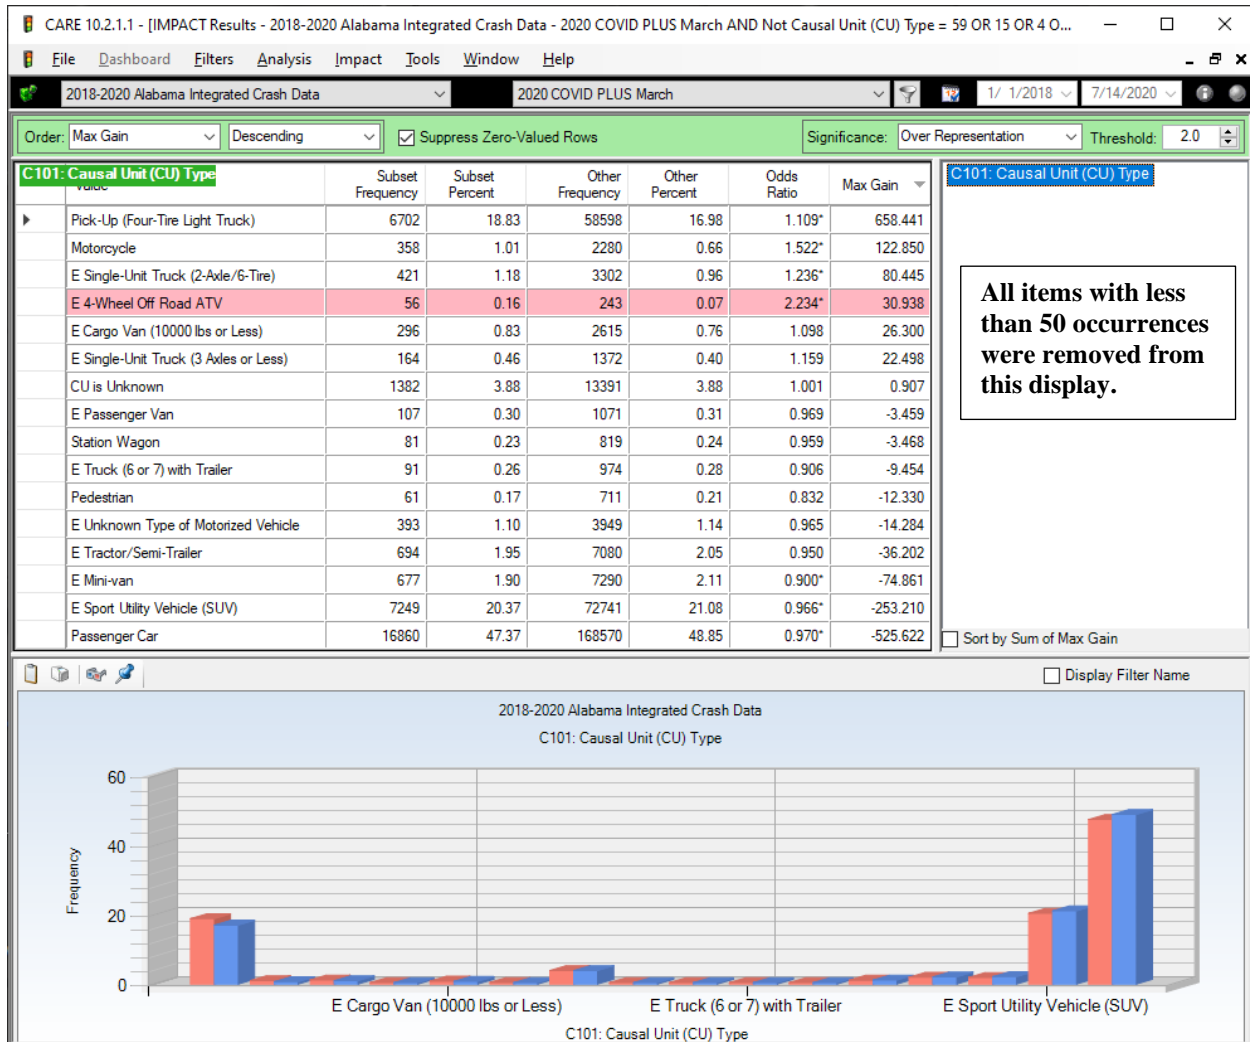 CARE 10.2.1.1 - [IMPACT Results - 2018-2020 Alabama Integrated Crash Data - 2020 COVID PLUS March AND Not Causal Unit (CU) Type = 59 OR 15 OR 4 O...
File Dashboard Filters Analysis Impact Tools Window Help
2018-2020 Alabama Integrated Crash Data 2020 COVID PLUS March 1/ 1/2018 7/14/2020
Order: Max Gain Descending Suppress Zero-Valued Rows Significance: Over Representation Threshold: 2.0
C101: Causal Unit (CU) Type Subset Frequency Subset Percent Other Frequency Other Percent Odds Ratio Max Gain
Pick-Up (Four-Tire Light Truck) 6702 18.83 58598 16.98 1.109* 658.441
Motorcycle 358 1.01 2280 0.66 1.522* 122.850
E Single-Unit Truck (2-Axle/6-Tire) 421 1.18 3302 0.96 1.236* 80.445
E 4-Wheel Off Road ATV 56 0.16 243 0.07 2.234* 30.938
E Cargo Van (10000 lbs or Less) 296 0.83 2615 0.76 1.098 26.300
E Single-Unit Truck (3 Axles or Less) 164 0.46 1372 0.40 1.159 22.498
CU is Unknown 1382 3.88 13391 3.88 1.001 0.907
E Passenger Van 107 0.30 1071 0.31 0.969 -3.459
Station Wagon 81 0.23 819 0.24 0.959 -3.468
E Truck (6 or 7) with Trailer 91 0.26 974 0.28 0.906 -9.454
Pedestrian 61 0.17 711 0.21 0.832 -12.330
E Unknown Type of Motorized Vehicle 393 1.10 3949 1.14 0.965 -14.284
E Tractor/Semi-Trailer 694 1.95 7080 2.05 0.950 -36.202
E Mini-van 677 1.90 7290 2.11 0.900* -74.861
E Sport Utility Vehicle (SUV) 7249 20.37 72741 21.08 0.966* -253.210
Passenger Car 16860 47.37 168570 48.85 0.970* -525.622
C101: Causal Unit (CU) Type
All items with less
than 50 occurrences
were removed from
this display.
Sort by Sum of Max Gain
Display Filter Name
2018-2020 Alabama Integrated Crash Data
C101: Causal Unit (CU) Type
60
40
20
0
Frequency
E Cargo Van (10000 lbs or Less) E Truck (6 or 7) with Trailer E Sport Utility Vehicle (SUV)
C101: Causal Unit (CU) Type